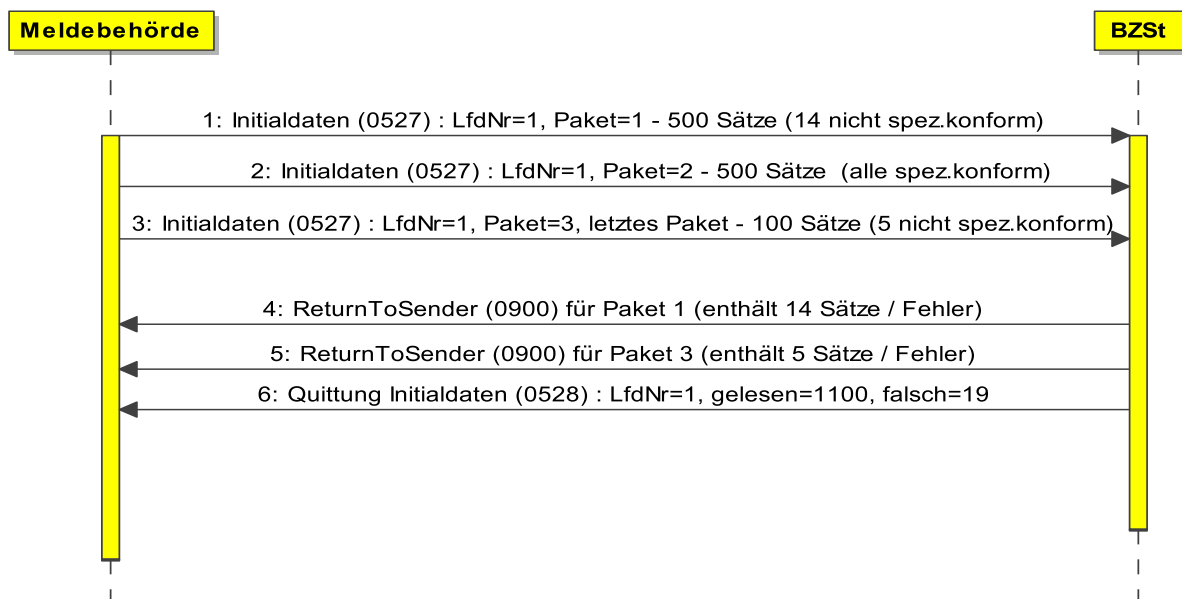 Meldebehörde
BZSt
1: Initialdaten (0527) : LfdNr=1, Paket=1 - 500 Sätze (14 nicht spez.konform)
2: Initialdaten (0527) : LfdNr=1, Paket=2 - 500 Sätze  (alle spez.konform)
3: Initialdaten (0527) : LfdNr=1, Paket=3, letztes Paket - 100 Sätze (5 nicht spez.konform)
4: ReturnToSender (0900) für Paket 1 (enthält 14 Sätze / Fehler)
5: ReturnToSender (0900) für Paket 3 (enthält 5 Sätze / Fehler)
6: Quittung Initialdaten (0528) : LfdNr=1, gelesen=1100, falsch=19